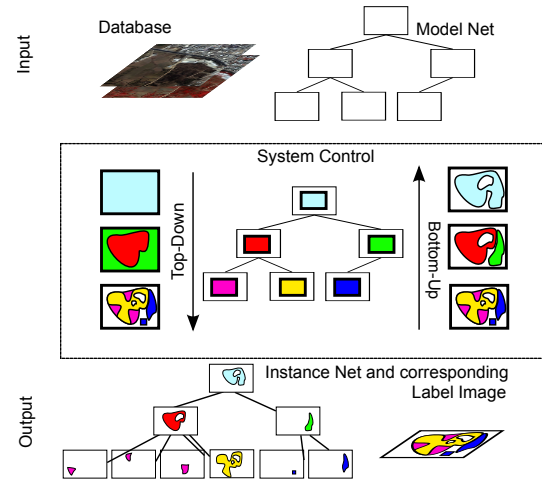 Input
Database
Model Net
System Control
Top-Down
Bottom-Up
Output
Instance Net and corresponding
Label Image